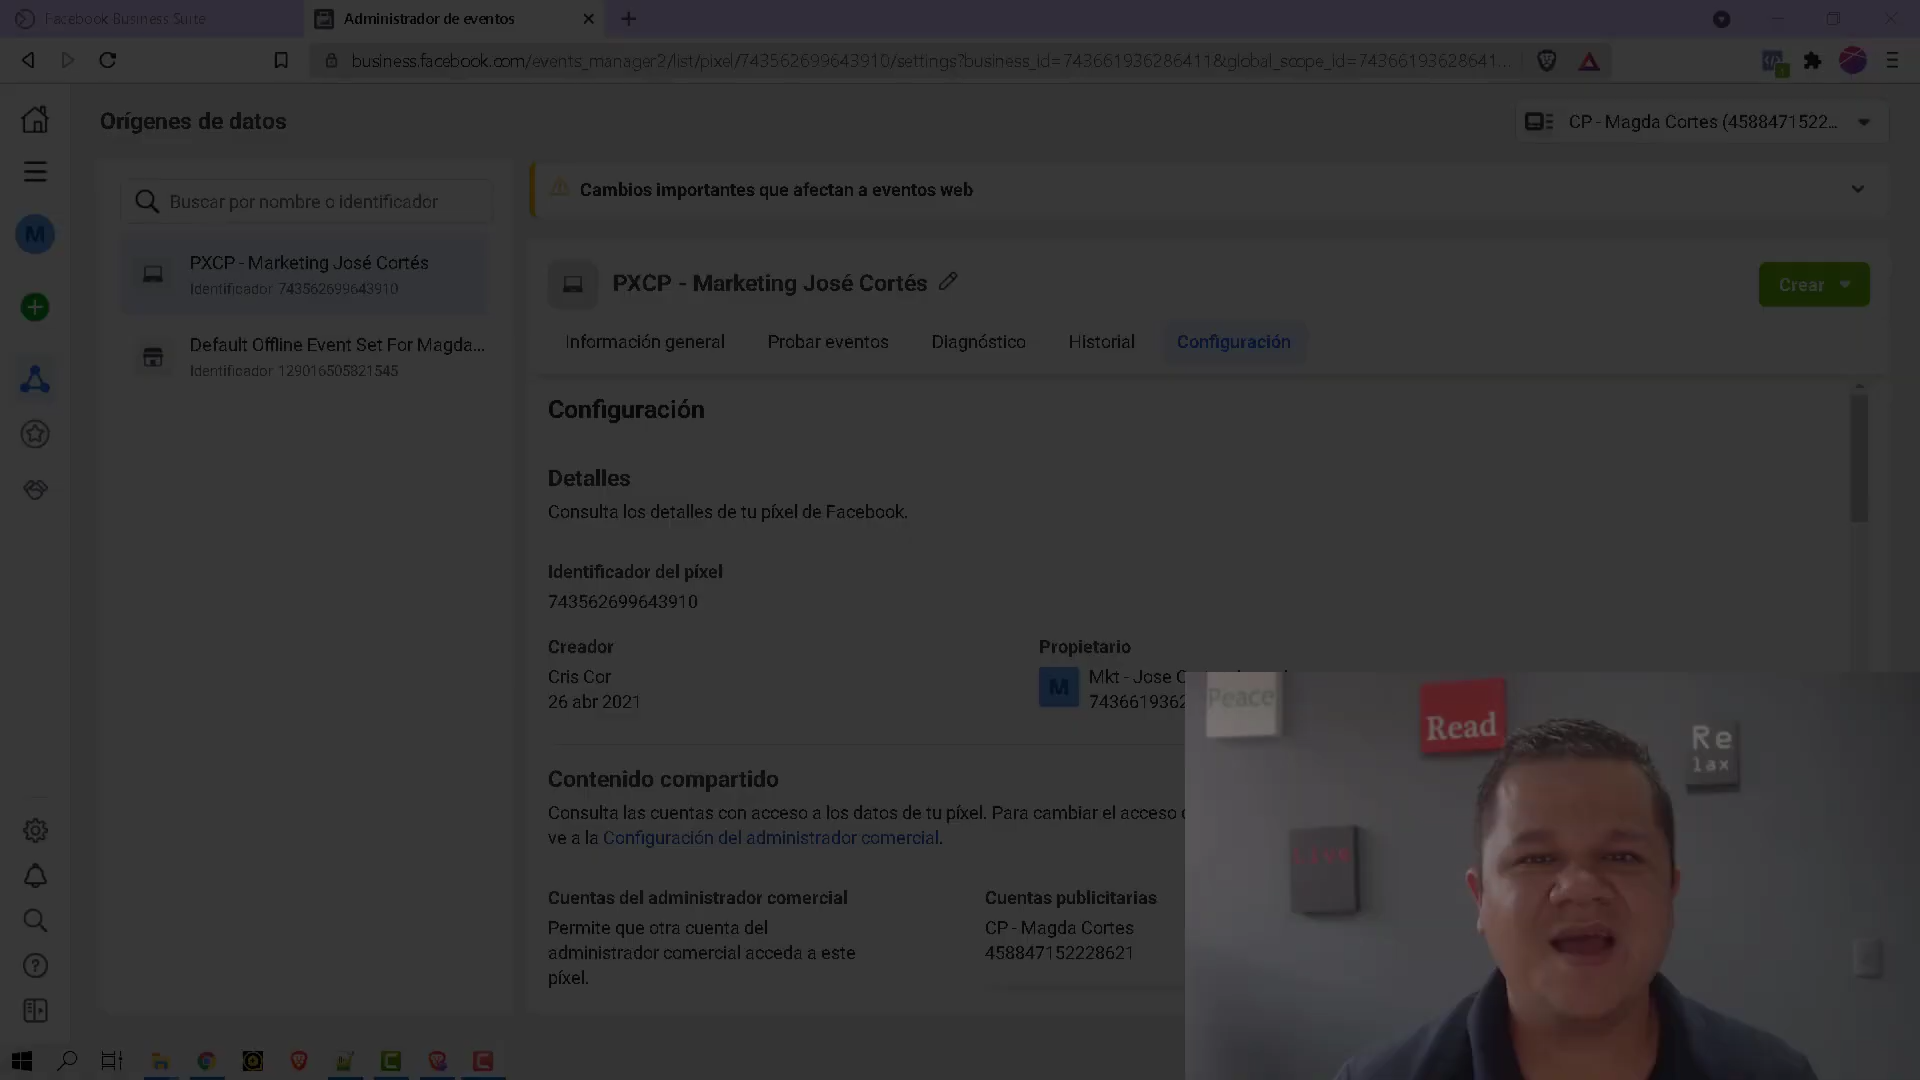 Facebook Business Suite
Administrador de eventos
business.facebook.com/events_manager2/list/pixel/743562699643910/settings?business_id=743661936286411&global_scope_id=74366193628641...
Orígenes de datos
CP - Magda Cortes (4588471522...
Buscar por nombre o identificador
Cambios importantes que afectan a eventos web
M
PXCP - Marketing José Cortés
Identificador 743562699643910
PXCP - Marketing José Cortés
Crear
Default Offline Event Set For Magda...
Identificador 129016505821545
Información general
Probar eventos
Diagnóstico
Historial
Configuración
Configuración
Detalles
Consulta los detalles de tu píxel de Facebook.
Identificador del píxel
743562699643910
Creador
Cris Cor
26 abr 2021
Propietario
M
Mkt - Jose C
7436619362
Contenido compartido
Consulta las cuentas con acceso a los datos de tu píxel. Para cambiar el acceso
ve a la Configuración del administrador comercial.
Cuentas del administrador comercial
Permite que otra cuenta del
administrador comercial acceda a este
píxel.
Cuentas publicitarias
CP - Magda Cortes
458847152228621
Peace
Read
Re
lax
Live